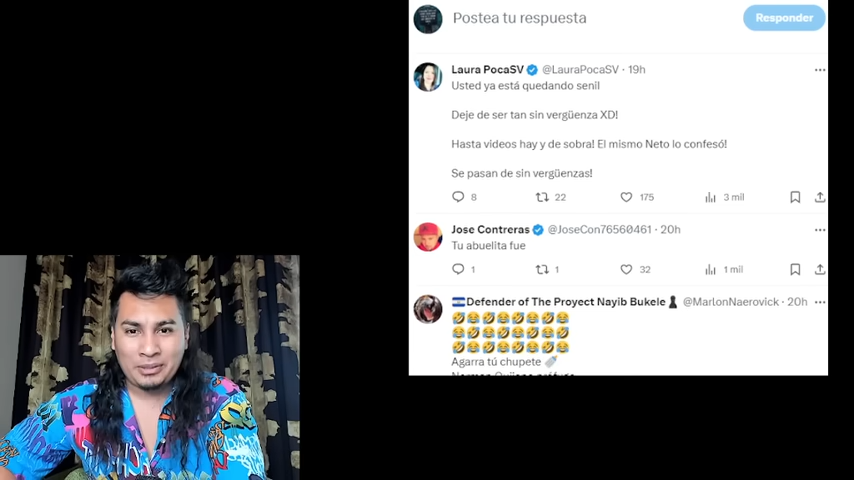 Postea tu respuesta
Responder
Laura PocaSV @LauraPocaSV · 19h
Usted ya está quedando senil
Deje de ser tan sin vergüenza XD!
Hasta videos hay y de sobra! El mismo Neto lo confesó!
Se pasan de sin vergüenzas!
8 22 175 3 mil
Jose Contreras @JoseCon76560461 · 20h
Tu abuelita fue
1 1 32 1 mil
🇸🇻Defender of The Proyect Nayib Bukele♟️ @MarlonNaerovick · 20h
🤣😂🤣😂🤣😂🤣😂
😂🤣😂🤣😂🤣😂🤣
🤣😂🤣😂🤣😂🤣😂
Agarra tú chupete 🍼